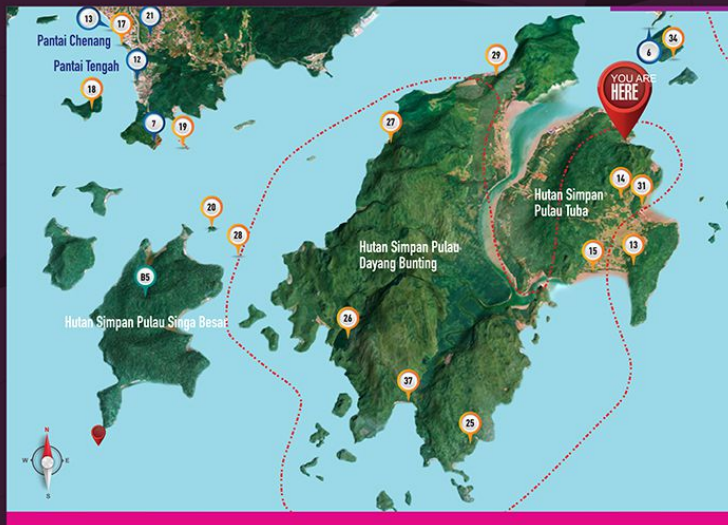 13
17
21
Pantai Chenang
12
Pantai Tengah
18
7
19
29
6
34
YOU ARE
HERE
27
14
31
Hutan Simpan
Pulau Tuba
20
28
Hutan Simpan Pulau
Dayang Bunting
15
13
B5
Hutan Simpan Pulau Singa Besar
26
37
25
N
W
E
S